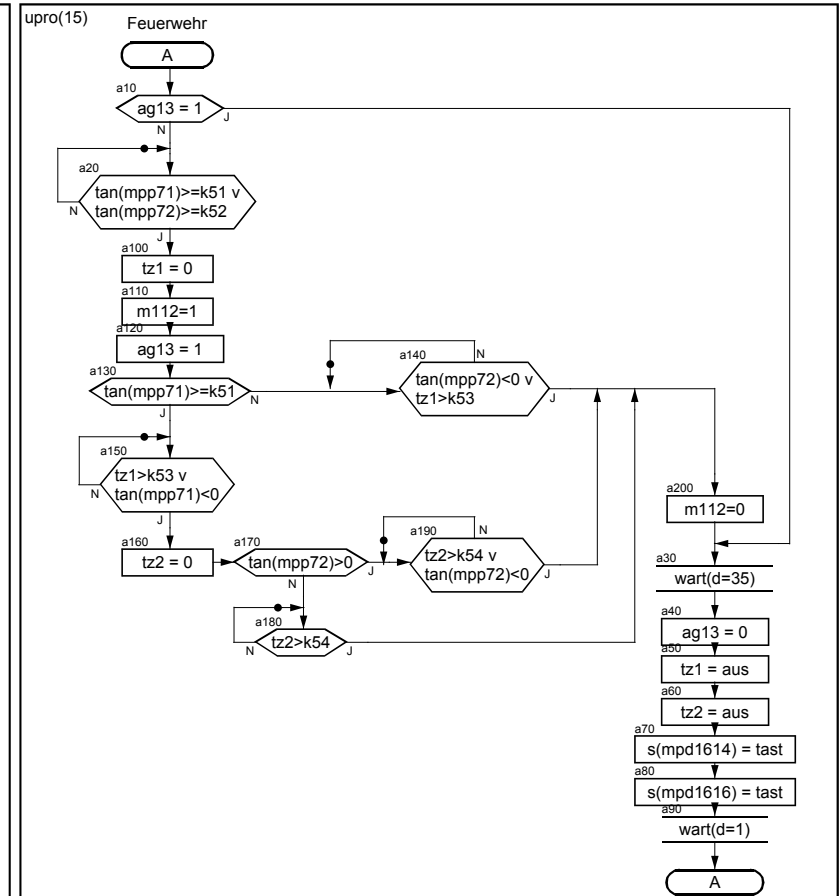 upro(15)
Feuerwehr
A
a10
ag13 = 1
J
N
a20
tan(mpp71)>=k51 v
tan(mpp72)>=k52
N
J
a100
tz1 = 0
a110
m112=1
a120
ag13 = 1
a130
tan(mpp71)>=k51
N
J
a140
N
tan(mpp72)<0 v
tz1>k53
J
a150
tz1>k53 v
tan(mpp71)<0
N
J
a160
tz2 = 0
a170
tan(mpp72)>0
J
N
a190
N
tz2>k54 v
tan(mpp72)<0
J
a180
tz2>k54
N
J
a200
m112=0
a30
wart(d=35)
a40
ag13 = 0
a50
tz1 = aus
a60
tz2 = aus
a70
s(mpd1614) = tast
a80
s(mpd1616) = tast
a90
wart(d=1)
A